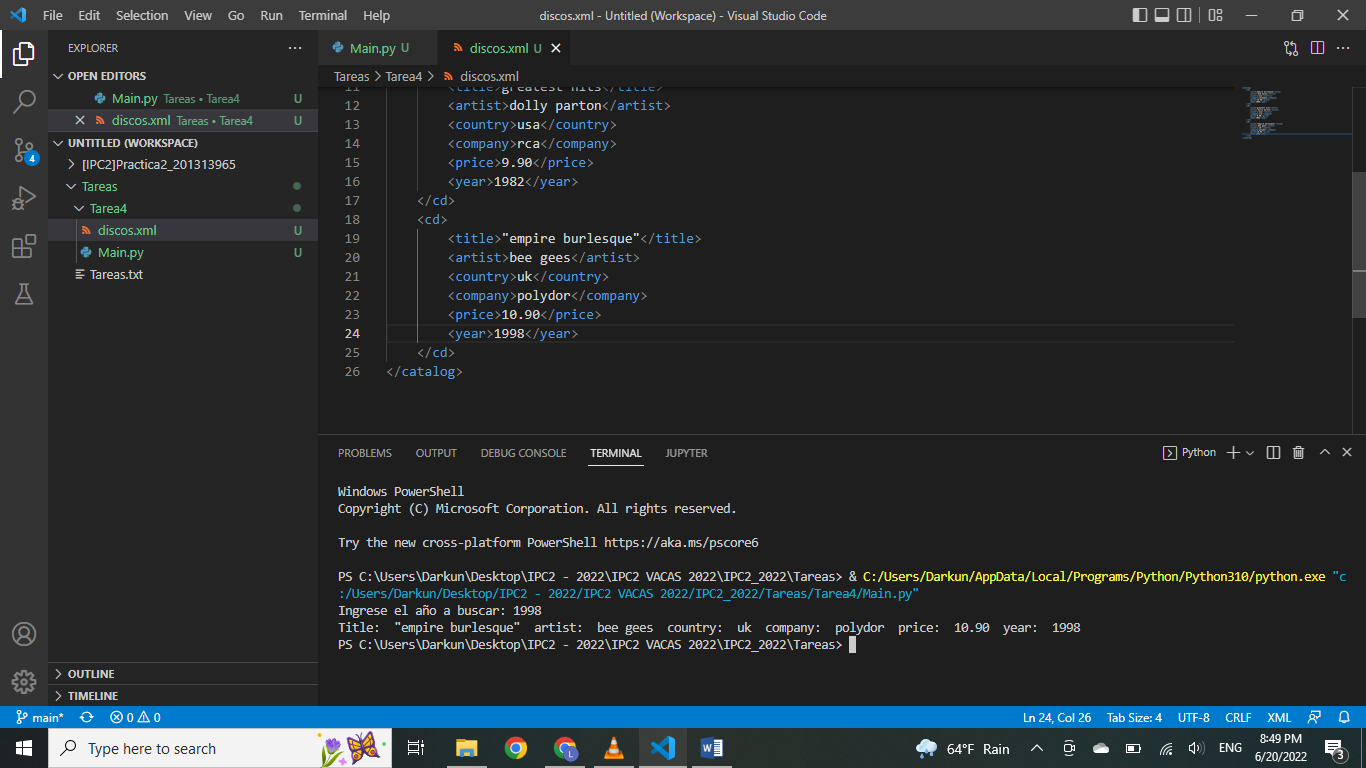 File Edit Selection View Go Run Terminal Help discos.xml - Untitled (Workspace) - Visual Studio Code
EXPLORER
OPEN EDITORS
Main.py Tareas • Tarea4 U
discos.xml Tareas • Tarea4 U
UNTITLED (WORKSPACE)
[IPC2]Practica2_201313965
Tareas
Tarea4
discos.xml U
Main.py U
Tareas.txt
OUTLINE
TIMELINE
4
Main.py U discos.xml U
Tareas > Tarea4 > discos.xml
11 <title>greatest hits</title>
12 <artist>dolly parton</artist>
13 <country>usa</country>
14 <company>rca</company>
15 <price>9.90</price>
16 <year>1982</year>
17 </cd>
18 <cd>
19 <title>"empire burlesque"</title>
20 <artist>bee gees</artist>
21 <country>uk</country>
22 <company>polydor</company>
23 <price>10.90</price>
24 <year>1998</year>
25 </cd>
26 </catalog>
PROBLEMS OUTPUT DEBUG CONSOLE TERMINAL JUPYTER Python
Windows PowerShell
Copyright (C) Microsoft Corporation. All rights reserved.
Try the new cross-platform PowerShell https://aka.ms/pscore6
PS C:\Users\Darkun\Desktop\IPC2 - 2022\IPC2 VACAS 2022\IPC2_2022\Tareas> & C:/Users/Darkun/AppData/Local/Programs/Python/Python310/python.exe "c
:/Users/Darkun/Desktop/IPC2 - 2022/IPC2 VACAS 2022/IPC2_2022/Tareas/Tarea4/Main.py"
Ingrese el año a buscar: 1998
Title: "empire burlesque" artist: bee gees country: uk company: polydor price: 10.90 year: 1998
PS C:\Users\Darkun\Desktop\IPC2 - 2022\IPC2 VACAS 2022\IPC2_2022\Tareas>
main* 0 0 Ln 24, Col 26 Tab Size: 4 UTF-8 CRLF XML
Type here to search L W 64°F Rain ENG 8:49 PM
6/20/2022 3